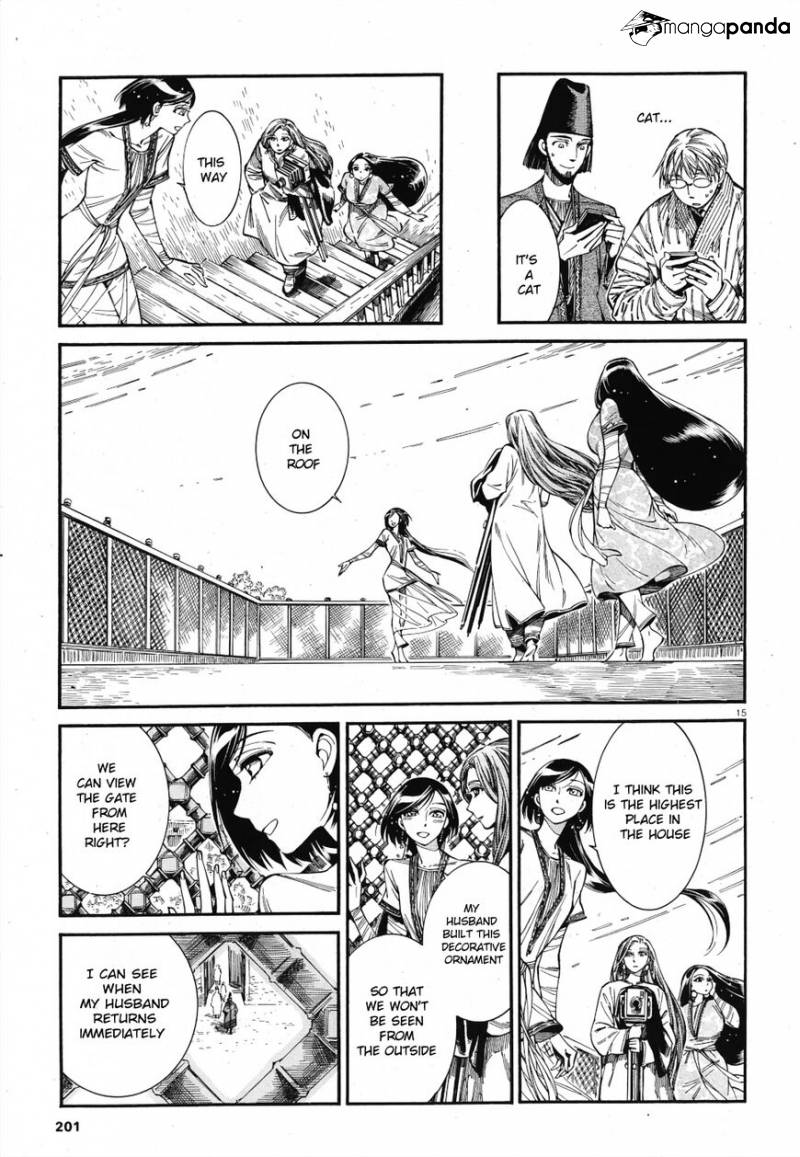 mangapanda
CAT...
IT'S
A
CAT
THIS
WAY
ON
THE
ROOF
15
I THINK THIS
IS THE HIGHEST
PLACE IN
THE HOUSE
MY
HUSBAND
BUILT THIS
DECORATIVE
ORNAMENT
SO THAT
WE WON'T
BE SEEN
FROM
THE OUTSIDE
WE
CAN VIEW
THE GATE
FROM
HERE
RIGHT?
I CAN SEE
WHEN
MY HUSBAND
RETURNS
IMMEDIATELY
201